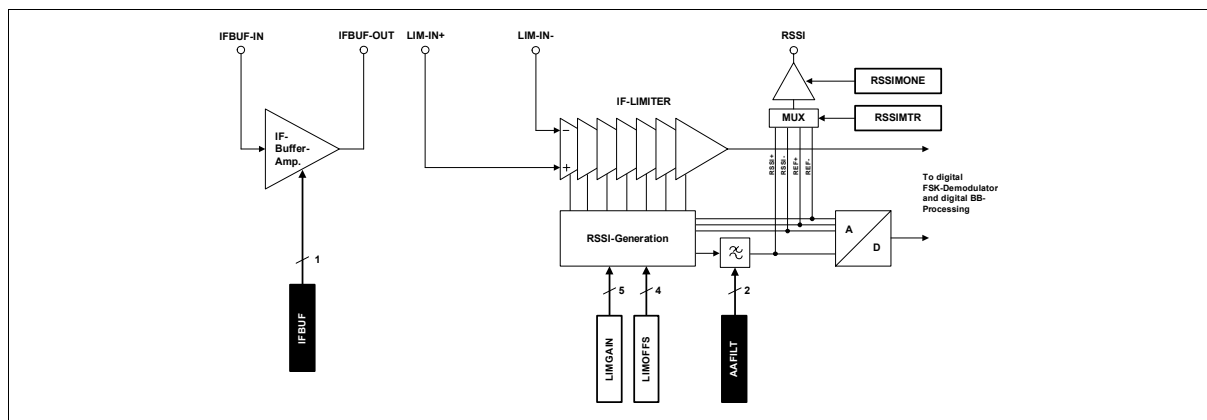 IFBUF-IN
IFBUF-OUT
LIM-IN+
LIM-IN-
RSSI
RSSIMONE
IF-LIMITER
MUX
RSSIMTR
IF-
Buffer-
Amp.
−
+
RSSI+
RSSI-
REF+
REF-
To digital
FSK-Demodulator
and digital BB-
Processing
RSSI-Generation
A
D
1
5
4
2
IFBUF
LIMGAIN
LIMOFFS
AAFILT